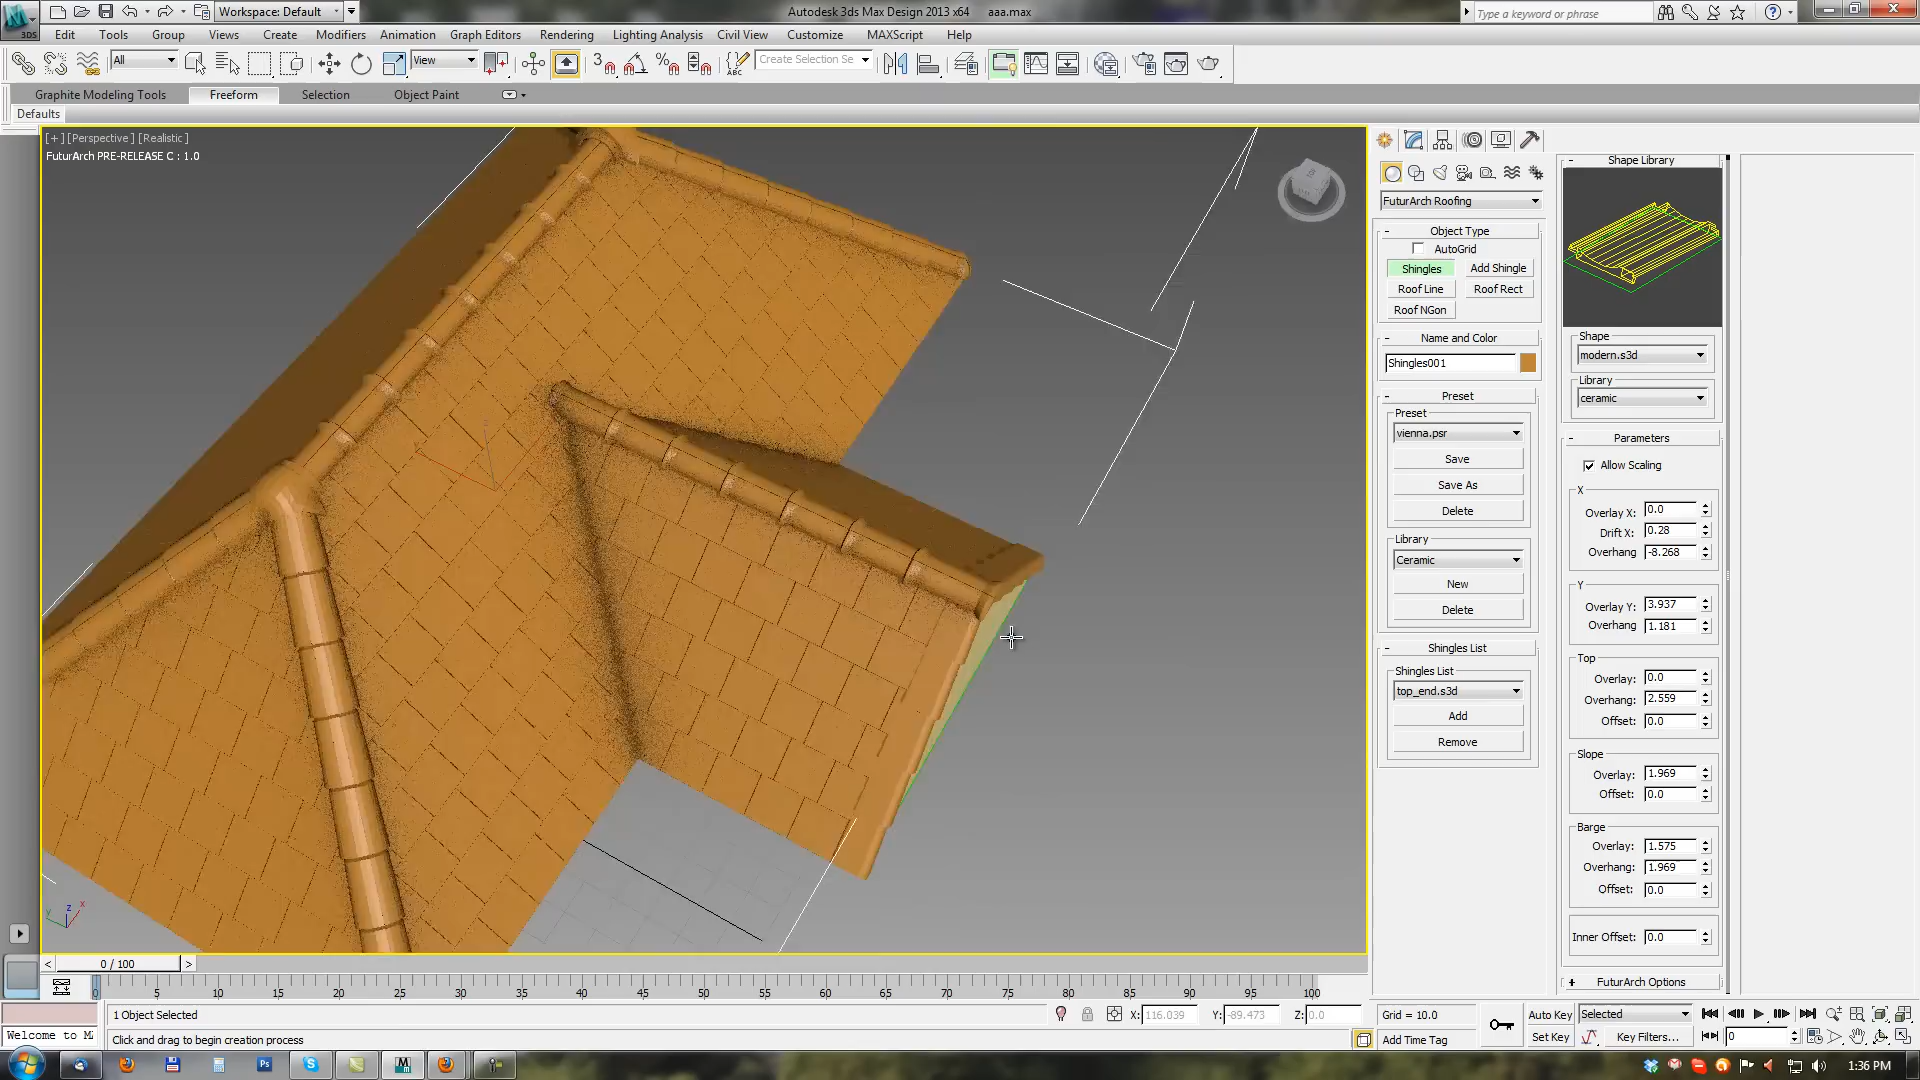 Workspace: Default
Autodesk 3ds Max Design 2013 x64 aaa.max
Type a keyword or phrase
3DS
Edit Tools Group Views Create Modifiers Animation Graph Editors Rendering Lighting Analysis Civil View Customize MAXScript Help
All
View
3
Create Selection Se
Graphite Modeling Tools Freeform Selection Object Paint
Defaults
[ + ] [Perspective ] [Realistic ]
FuturArch PRE-RELEASE C : 1.0
FuturArch Roofing
Object Type
AutoGrid
Shingles Add Shingle
Roof Line Roof Rect
Roof NGon
Name and Color
Shingles001
Preset
Preset
vienna.psr
Save
Save As
Delete
Library
Ceramic
New
Delete
Shingles List
Shingles List
top_end.s3d
Add
Remove
Shape Library
Shape
modern.s3d
Library
ceramic
Parameters
Allow Scaling
X
Overlay X: 0.0
Drift X: 0.28
Overhang -8.268
Y
Overlay Y: 3.937
Overhang 1.181
Top
Overlay: 0.0
Overhang: 2.559
Offset: 0.0
Slope
Overlay: 1.969
Offset: 0.0
Barge
Overlay: 1.575
Overhang: 1.969
Offset: 0.0
Inner Offset: 0.0
FuturArch Options
z
y x
< 0 / 100 >
0 5 10 15 20 25 30 35 40 45 50 55 60 65 70 75 80 85 90 95 100
1 Object Selected
X: 116.039 Y: -89.473 Z: 0.0
Grid = 10.0
Auto Key Selected
Welcome to M
Click and drag to begin creation process
Add Time Tag
Set Key Key Filters... 0
1:36 PM